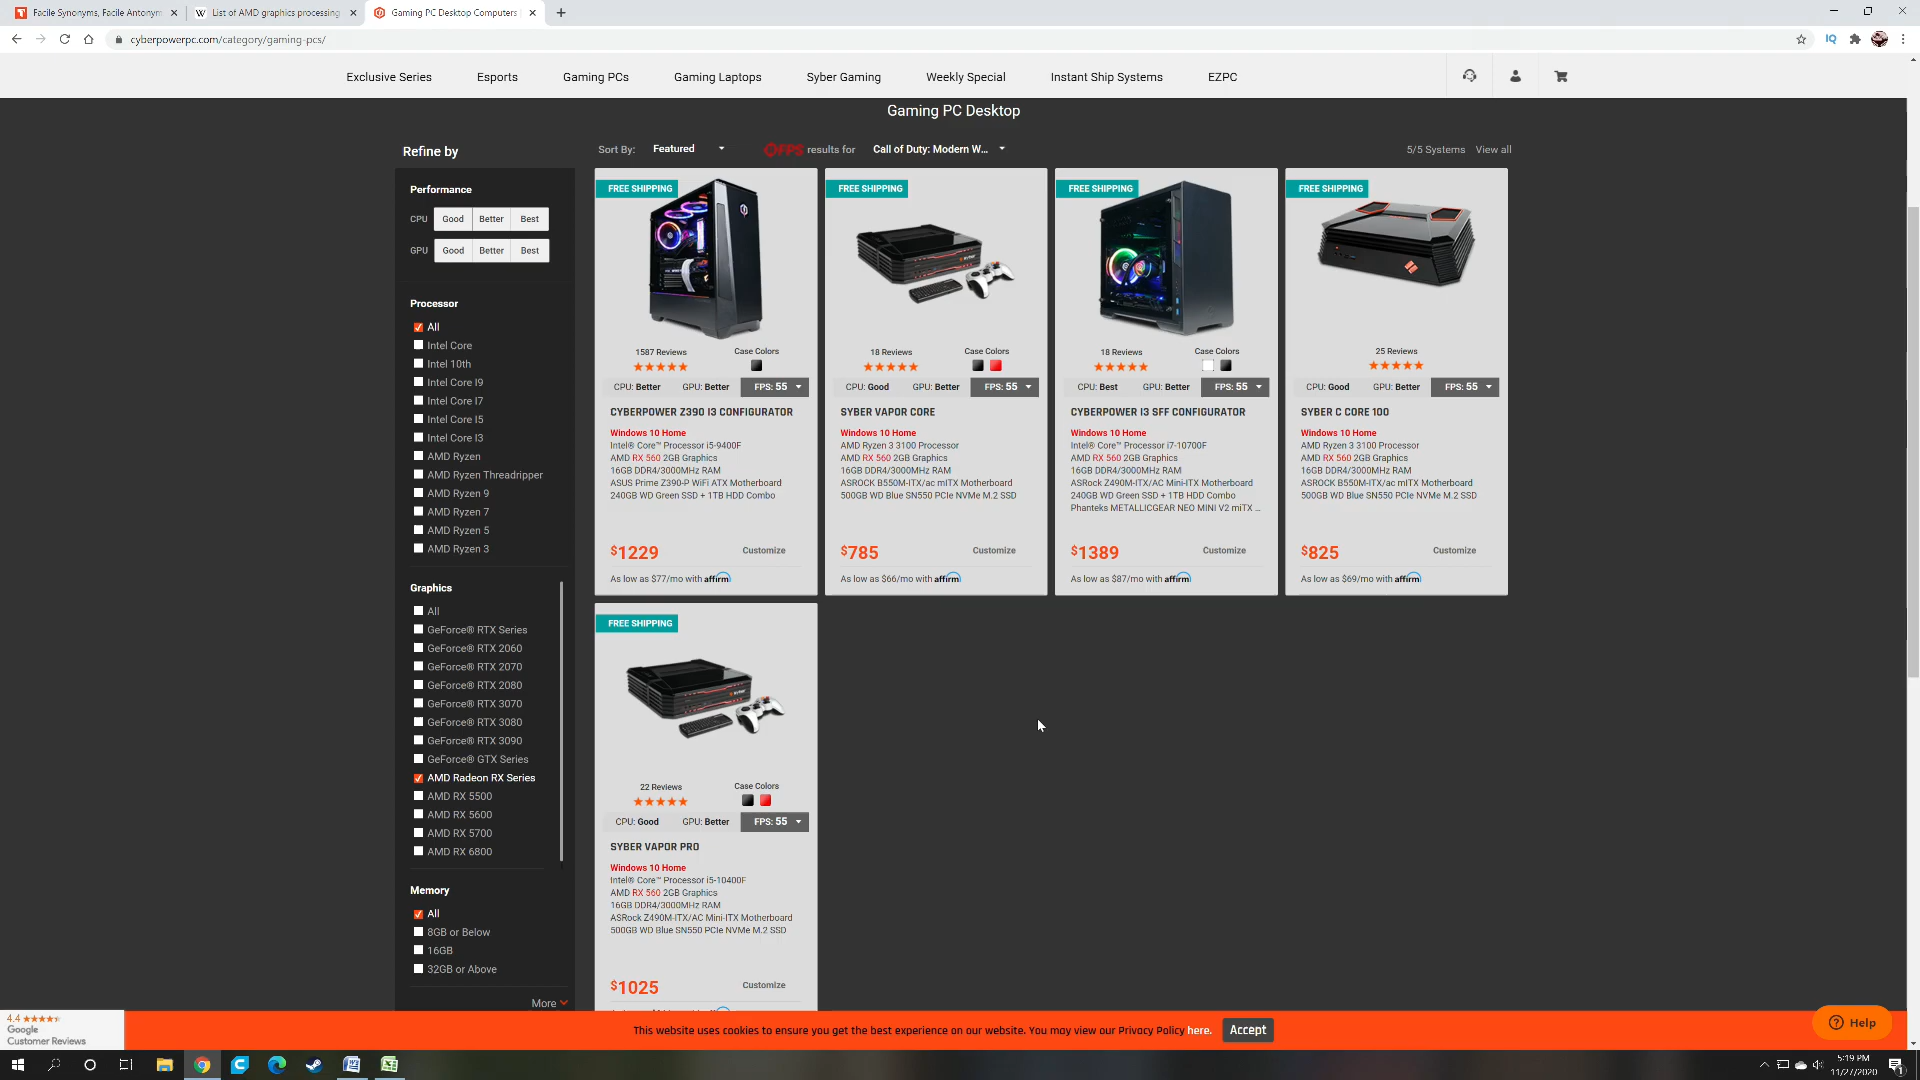 Facile Synonyms, Facile Antonym
List of AMD graphics processing
Gaming PC Desktop Computers
cyberpowerpc.com/category/gaming-pcs/
Exclusive Series
Esports
Gaming PCs
Gaming Laptops
Syber Gaming
Weekly Special
Instant Ship Systems
EZPC
Gaming PC Desktop
Refine by
Sort By: Featured
FPS results for Call of Duty: Modern W...
5/5 Systems View all
Performance
CPU Good Better Best
GPU Good Better Best
Processor
All
Intel Core
Intel 10th
Intel Core I9
Intel Core I7
Intel Core I5
Intel Core I3
AMD Ryzen
AMD Ryzen Threadripper
AMD Ryzen 9
AMD Ryzen 7
AMD Ryzen 5
AMD Ryzen 3
Graphics
All
GeForce® RTX Series
GeForce® RTX 2060
GeForce® RTX 2070
GeForce® RTX 2080
GeForce® RTX 3070
GeForce® RTX 3080
GeForce® RTX 3090
GeForce® GTX Series
AMD Radeon RX Series
AMD RX 5500
AMD RX 5600
AMD RX 5700
AMD RX 6800
Memory
All
8GB or Below
16GB
32GB or Above
More
FREE SHIPPING
1587 Reviews
Case Colors
CPU: Better GPU: Better FPS: 55
CYBERPOWER Z390 I3 CONFIGURATOR
Windows 10 Home
Intel® Core™ Processor i5-9400F
AMD RX 560 2GB Graphics
16GB DDR4/3000MHz RAM
ASUS Prime Z390-P WiFi ATX Motherboard
240GB WD Green SSD + 1TB HDD Combo
$1229
Customize
As low as $77/mo with affirm
FREE SHIPPING
18 Reviews
Case Colors
CPU: Good GPU: Better FPS: 55
SYBER VAPOR CORE
Windows 10 Home
AMD Ryzen 3 3100 Processor
AMD RX 560 2GB Graphics
16GB DDR4/3000MHz RAM
ASROCK B550M-ITX/ac mITX Motherboard
500GB WD Blue SN550 PCIe NVMe M.2 SSD
$785
Customize
As low as $66/mo with affirm
FREE SHIPPING
18 Reviews
Case Colors
CPU: Best GPU: Better FPS: 55
CYBERPOWER I3 SFF CONFIGURATOR
Windows 10 Home
Intel® Core™ Processor i7-10700F
AMD RX 560 2GB Graphics
16GB DDR4/3000MHz RAM
ASRock Z490M-ITX/AC Mini-ITX Motherboard
240GB WD Green SSD + 1TB HDD Combo
Phanteks METALLICGEAR NEO MINI V2 miTX ...
$1389
Customize
As low as $87/mo with affirm
FREE SHIPPING
25 Reviews
CPU: Good GPU: Better FPS: 55
SYBER C CORE 100
Windows 10 Home
AMD Ryzen 3 3100 Processor
AMD RX 560 2GB Graphics
16GB DDR4/3000MHz RAM
ASROCK B550M-ITX/ac mITX Motherboard
500GB WD Blue SN550 PCIe NVMe M.2 SSD
$825
Customize
As low as $69/mo with affirm
FREE SHIPPING
22 Reviews
Case Colors
CPU: Good GPU: Better FPS: 55
SYBER VAPOR PRO
Windows 10 Home
Intel® Core™ Processor i5-10400F
AMD RX 560 2GB Graphics
16GB DDR4/3000MHz RAM
ASRock Z490M-ITX/AC Mini-ITX Motherboard
500GB WD Blue SN550 PCIe NVMe M.2 SSD
$1025
Customize
4.4
Google
Customer Reviews
This website uses cookies to ensure you get the best experience on our website. You may view our Privacy Policy here.
Accept
Help
5:19 PM
11/27/2020